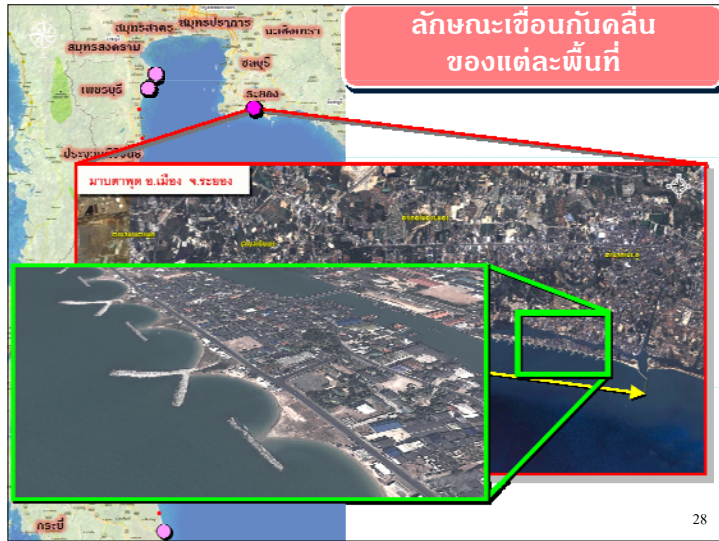 ลักษณะเขื่อนกันคลื่น
ของแต่ละพื้นที่
สมุทรสาคร
สมุทรปราการ
ฉะเชิงเทรา
สมุทรสงคราม
ชลบุรี
เพชรบุรี
ระยอง
มาบตาพุด อ.เมือง จ.ระยอง
กระบี่
28